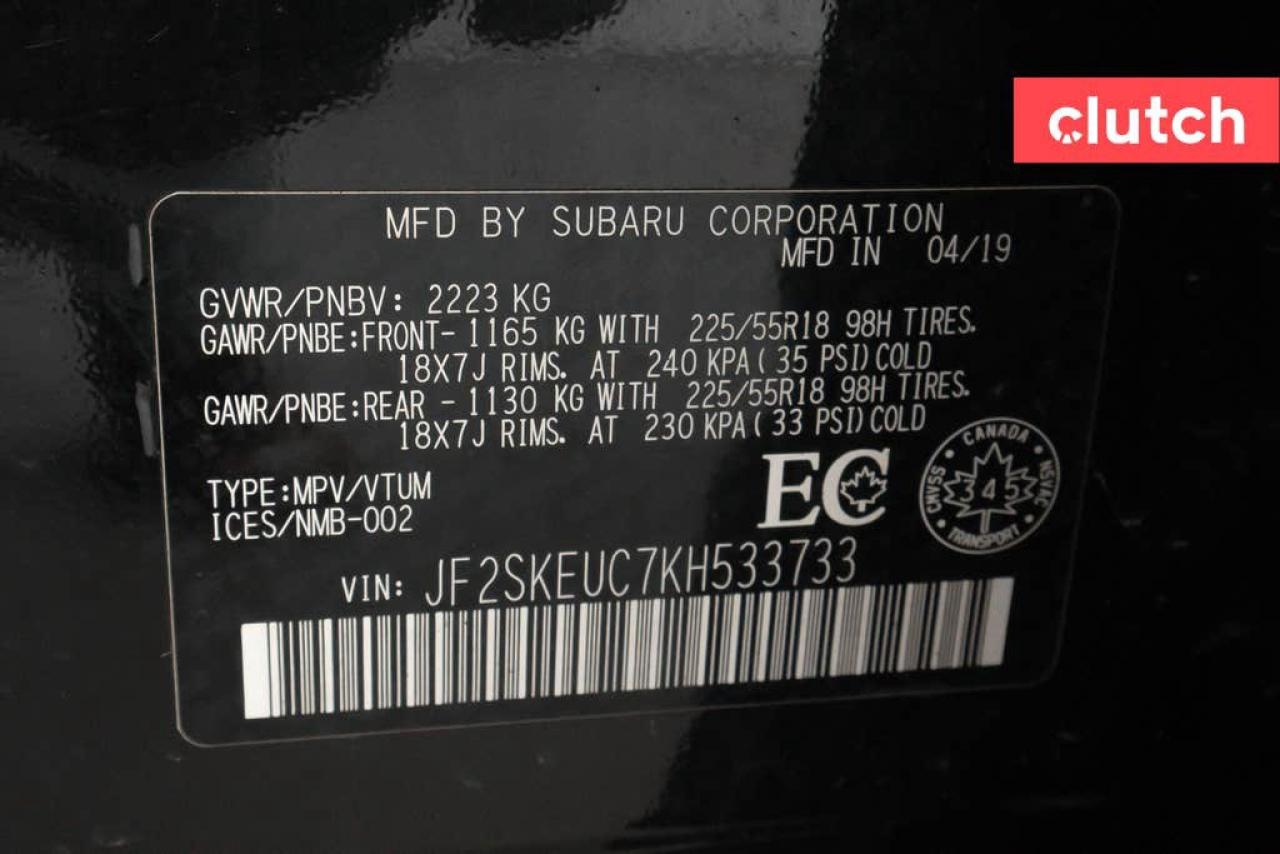 clutch
MFD BY SUBARU CORPORATION
MFD IN 04/19
GVWR/PNBV: 2223 KG
GAWR/PNBE:FRONT- 1165 KG WITH 225/55R18 98H TIRES.
18X7J RIMS. AT 240 KPA(35 PSI)COLD
GAWR/PNBE:REAR - 1130 KG WITH 225/55R18 98H TIRES.
18X7J RIMS. AT 230 KPA(33 PSI)COLD
TYPE:MPV/VTUM
ICES/NMB-002
EC
CANADA
CMVSS
345
NSVAC
TRANSPORT
VIN: JF2SKEUC7KH533733